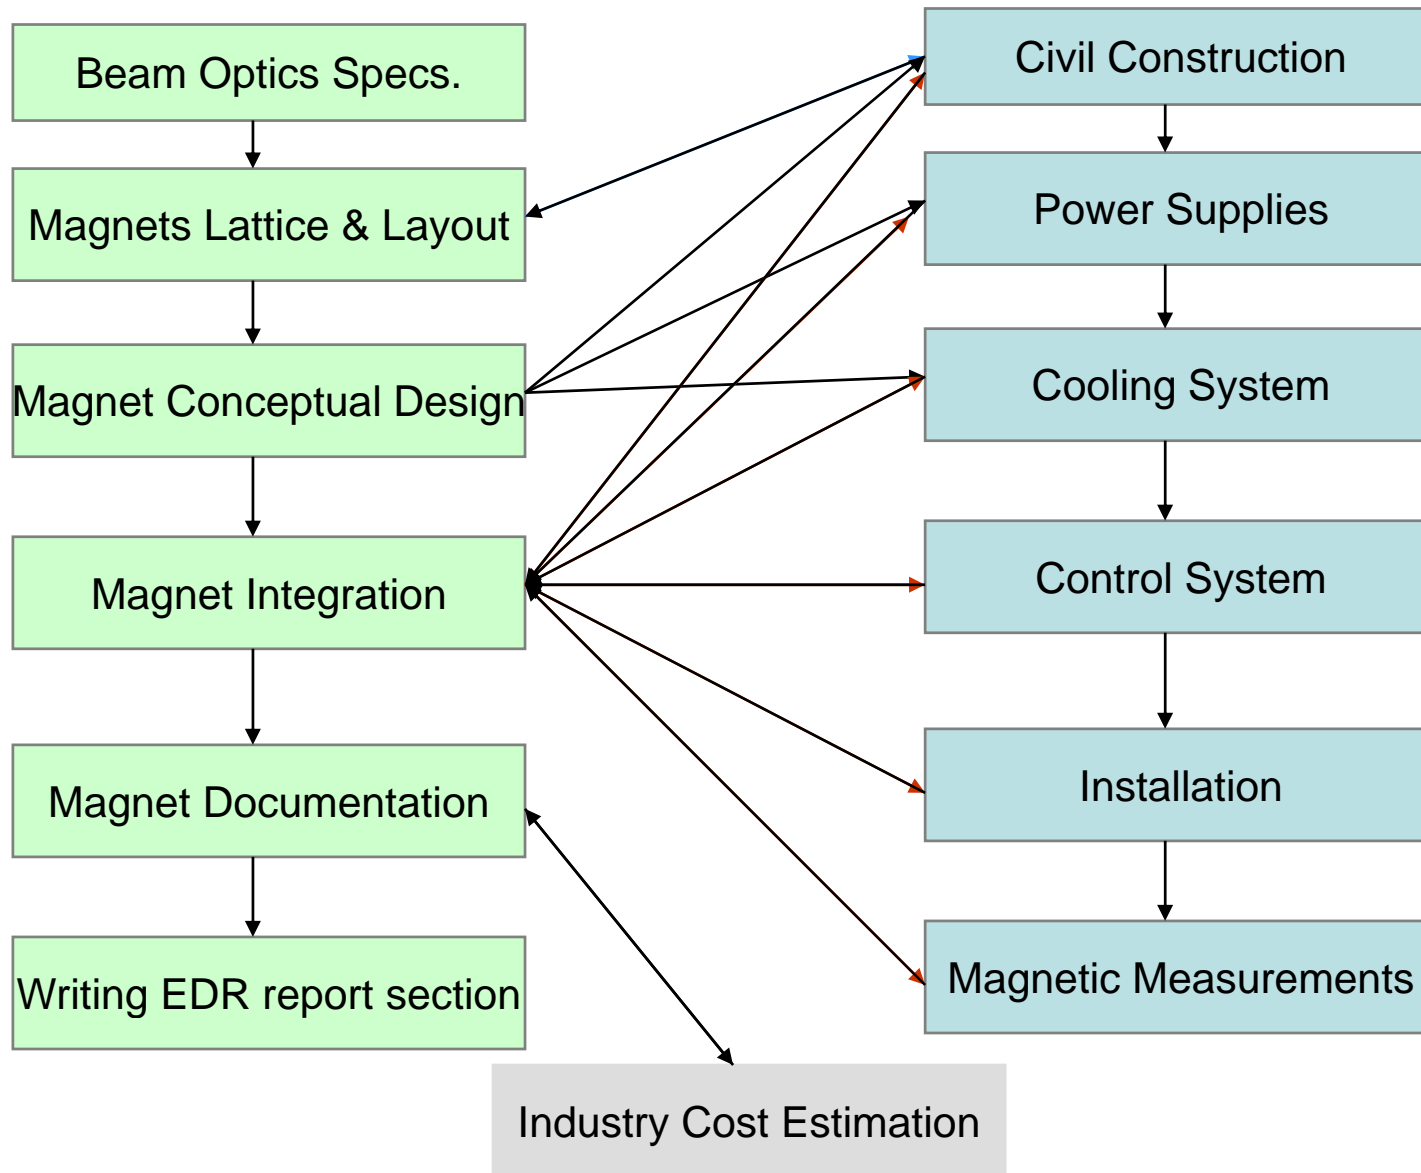 Beam Optics Specs.
Magnets Lattice & Layout
Magnet Conceptual Design
Magnet Integration
Magnet Documentation
Writing EDR report section
Civil Construction
Power Supplies
Cooling System
Control System
Installation
Magnetic Measurements
Industry Cost Estimation